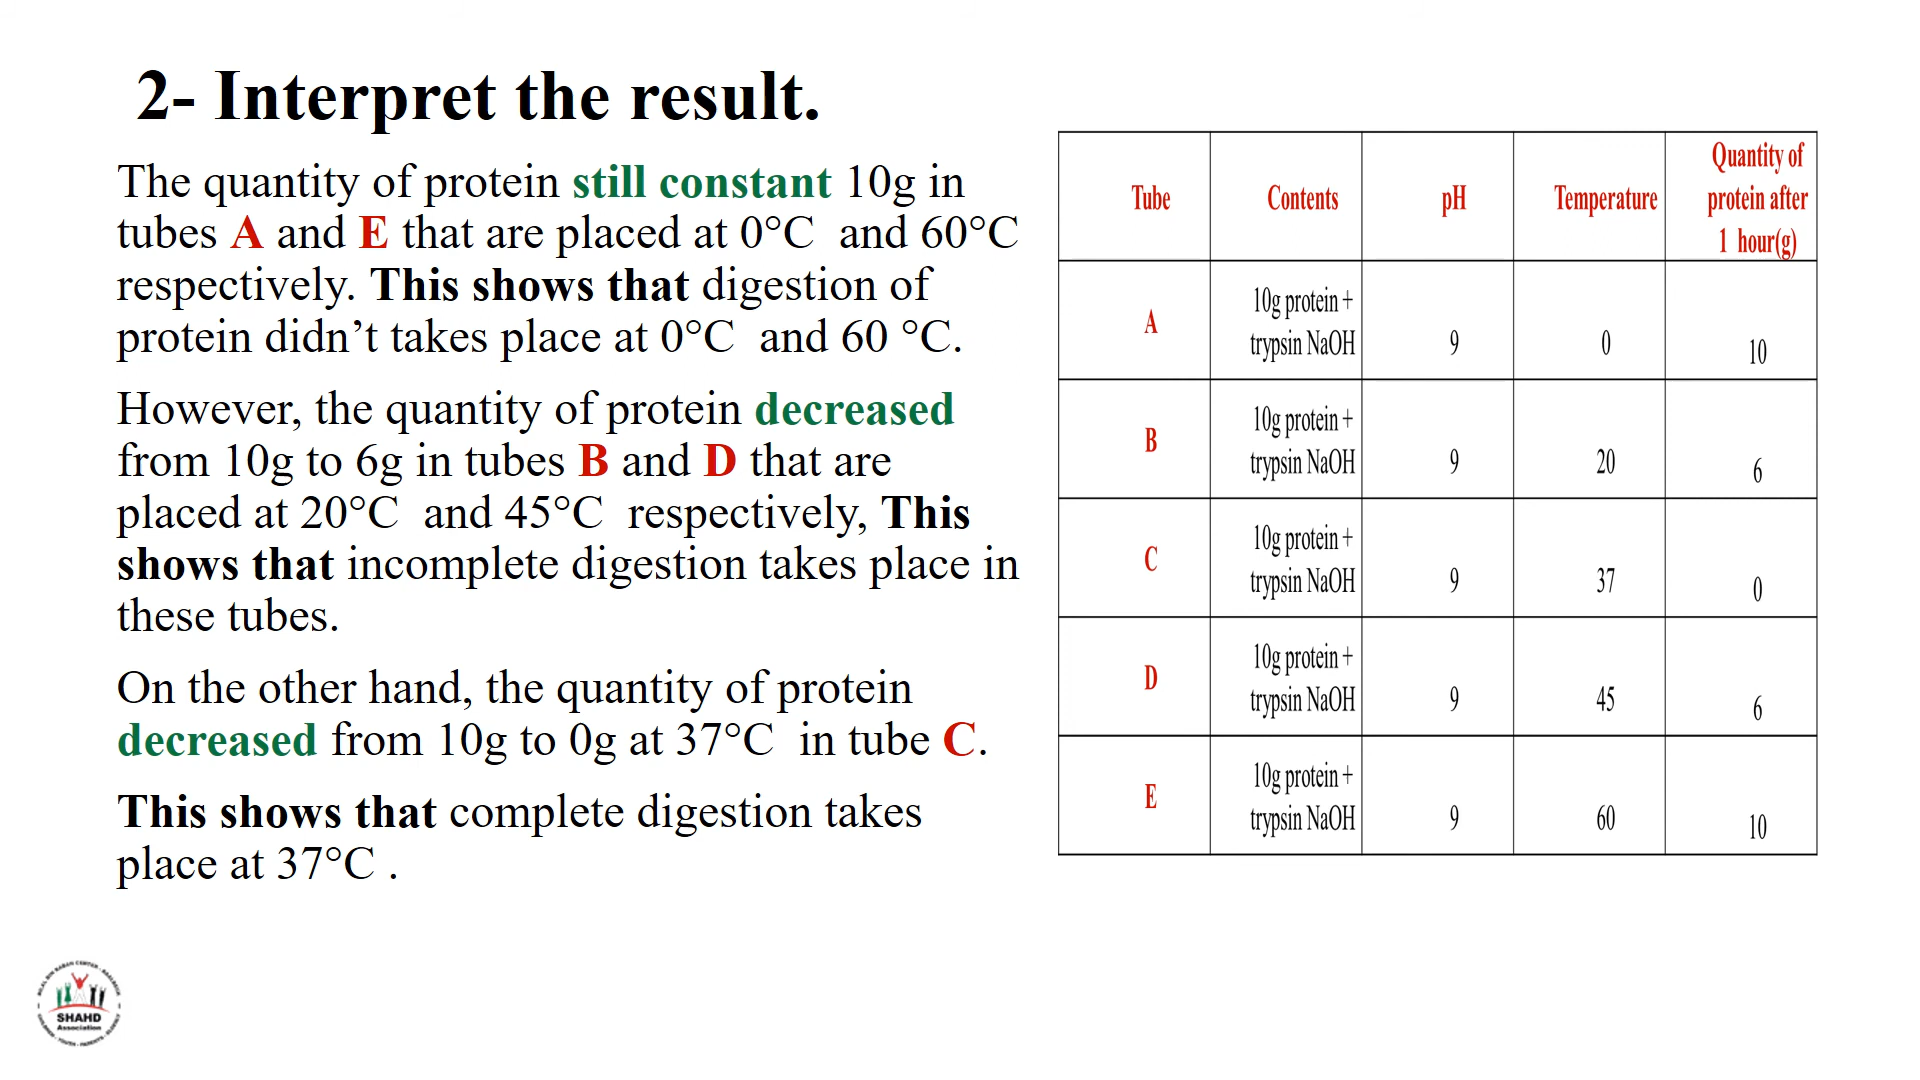 2- Interpret the result.
The quantity of protein still constant 10g in
tubes A and E that are placed at 0°C and 60°C
respectively. This shows that digestion of
protein didn’t takes place at 0°C and 60 °C.
However, the quantity of protein decreased
from 10g to 6g in tubes B and D that are
placed at 20°C and 45°C respectively, This
shows that incomplete digestion takes place in
these tubes.
On the other hand, the quantity of protein
decreased from 10g to 0g at 37°C in tube C.
This shows that complete digestion takes
place at 37°C .
Tube Contents pH Temperature Quantity of
protein after
1 hour(g)
A 10g protein +
trypsin NaOH 9 0 10
B 10g protein +
trypsin NaOH 9 20 6
C 10g protein +
trypsin NaOH 9 37 0
D 10g protein +
trypsin NaOH 9 45 6
E 10g protein +
trypsin NaOH 9 60 10
SHAHD
Association